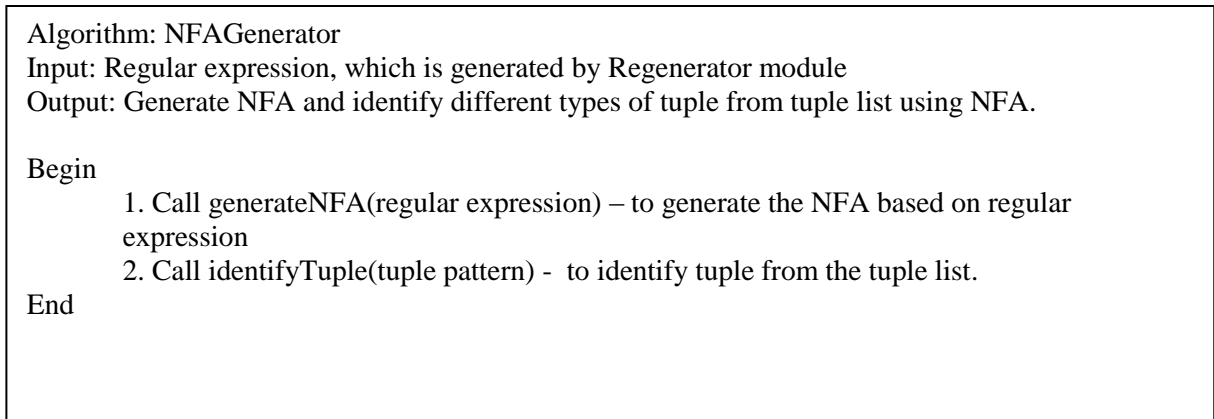 Algorithm: NFAGenerator
Input: Regular expression, which is generated by Regenerator module
Output: Generate NFA and identify different types of tuple from tuple list using NFA.
Begin
1. Call generateNFA(regular expression) – to generate the NFA based on regular
expression
2. Call identifyTuple(tuple pattern) - to identify tuple from the tuple list.
End